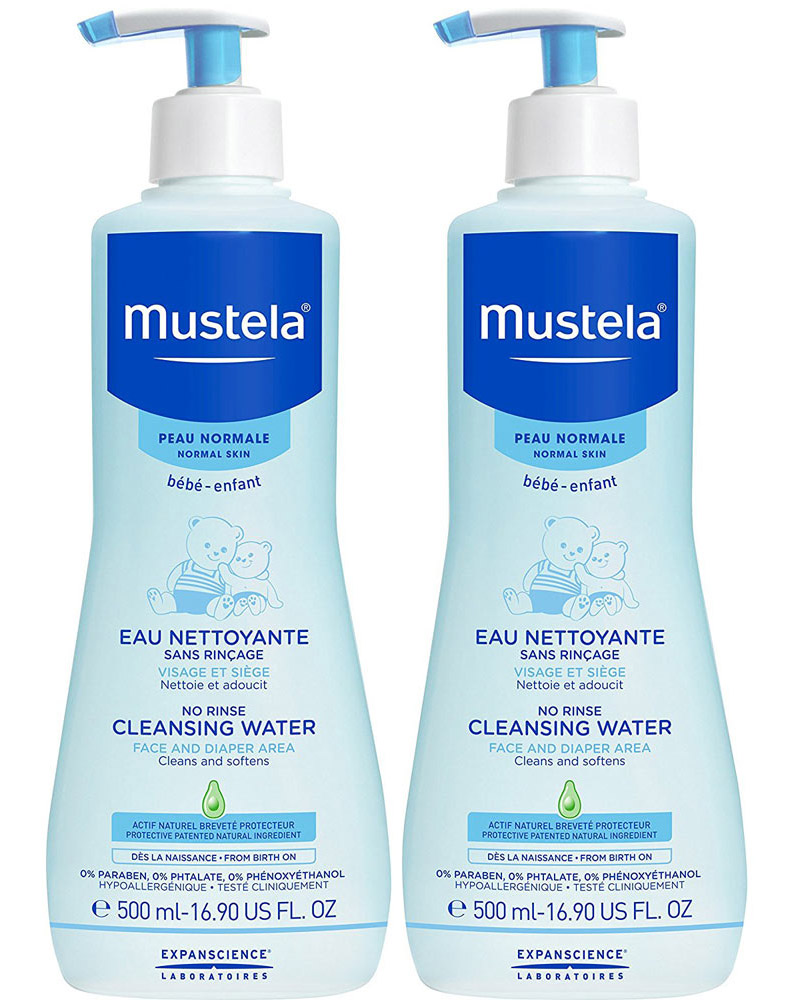 Mustela®
PEAU NORMALE
NORMAL SKIN
bébé-enfant
EAU NETTOYANTE
SANS RINÇAGE
VISAGE ET SIÈGE
Nettoie et adoucit
NO RINSE
CLEANSING WATER
FACE AND DIAPER AREA
Cleans and softens
ACTIF NATUREL BREVETÉ PROTECTEUR
PROTECTIVE PATENTED NATURAL INGREDIENT
DÈS LA NAISSANCE • FROM BIRTH ON
0% PARABEN, 0% PHTALATE, 0% PHÉNOXYÉTHANOL
HYPOALLERGÉNIQUE • TESTÉ CLINIQUEMENT
℮ 500 ml-16.90 US FL. OZ
EXPANSCIENCE®
LABORATOIRES
Mustela®
PEAU NORMALE
NORMAL SKIN
bébé-enfant
EAU NETTOYANTE
SANS RINÇAGE
VISAGE ET SIÈGE
Nettoie et adoucit
NO RINSE
CLEANSING WATER
FACE AND DIAPER AREA
Cleans and softens
ACTIF NATUREL BREVETÉ PROTECTEUR
PROTECTIVE PATENTED NATURAL INGREDIENT
DÈS LA NAISSANCE • FROM BIRTH ON
0% PARABEN, 0% PHTALATE, 0% PHÉNOXYÉTHANOL
HYPOALLERGÉNIQUE • TESTÉ CLINIQUEMENT
℮ 500 ml-16.90 US FL. OZ
EXPANSCIENCE®
LABORATOIRES